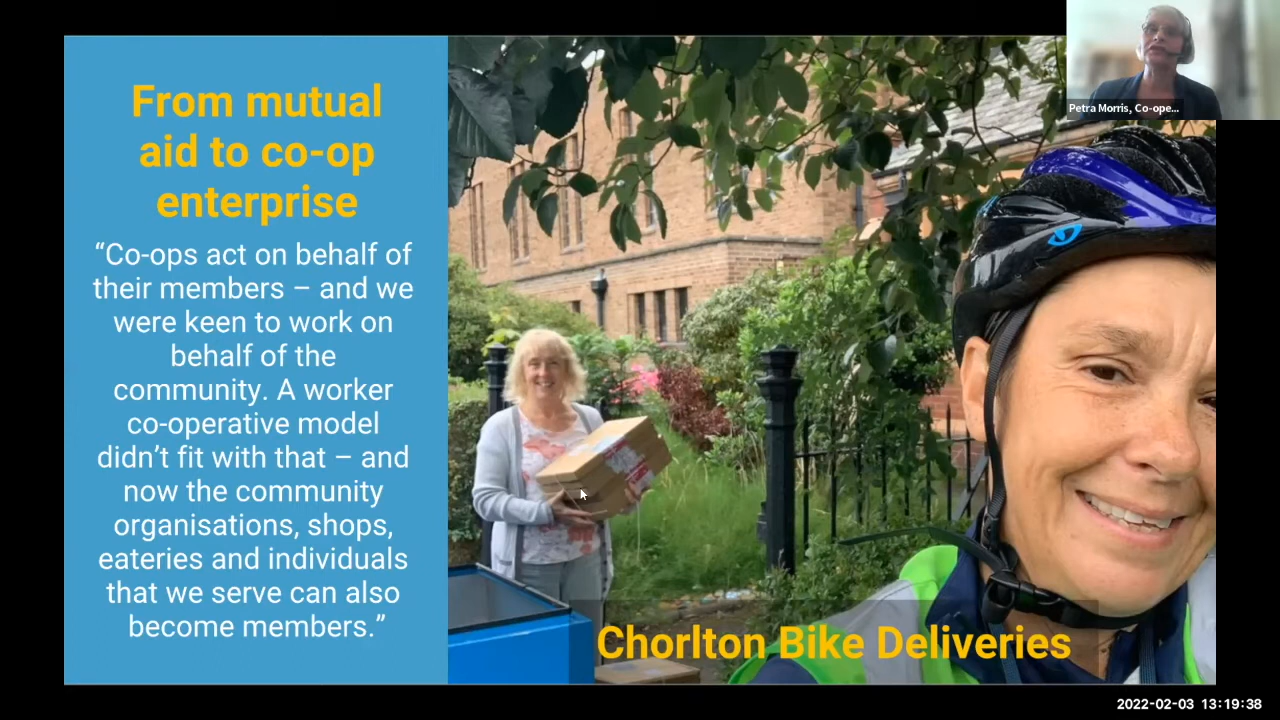 From mutual
aid to co-op
enterprise
“Co-ops act on behalf of
their members – and we
were keen to work on
behalf of the
community. A worker
co-operative model
didn’t fit with that – and
now the community
organisations, shops,
eateries and individuals
that we serve can also
become members.”
Chorlton Bike Deliveries
Petra Morris, Co-ope...
2022-02-03 13:19:38